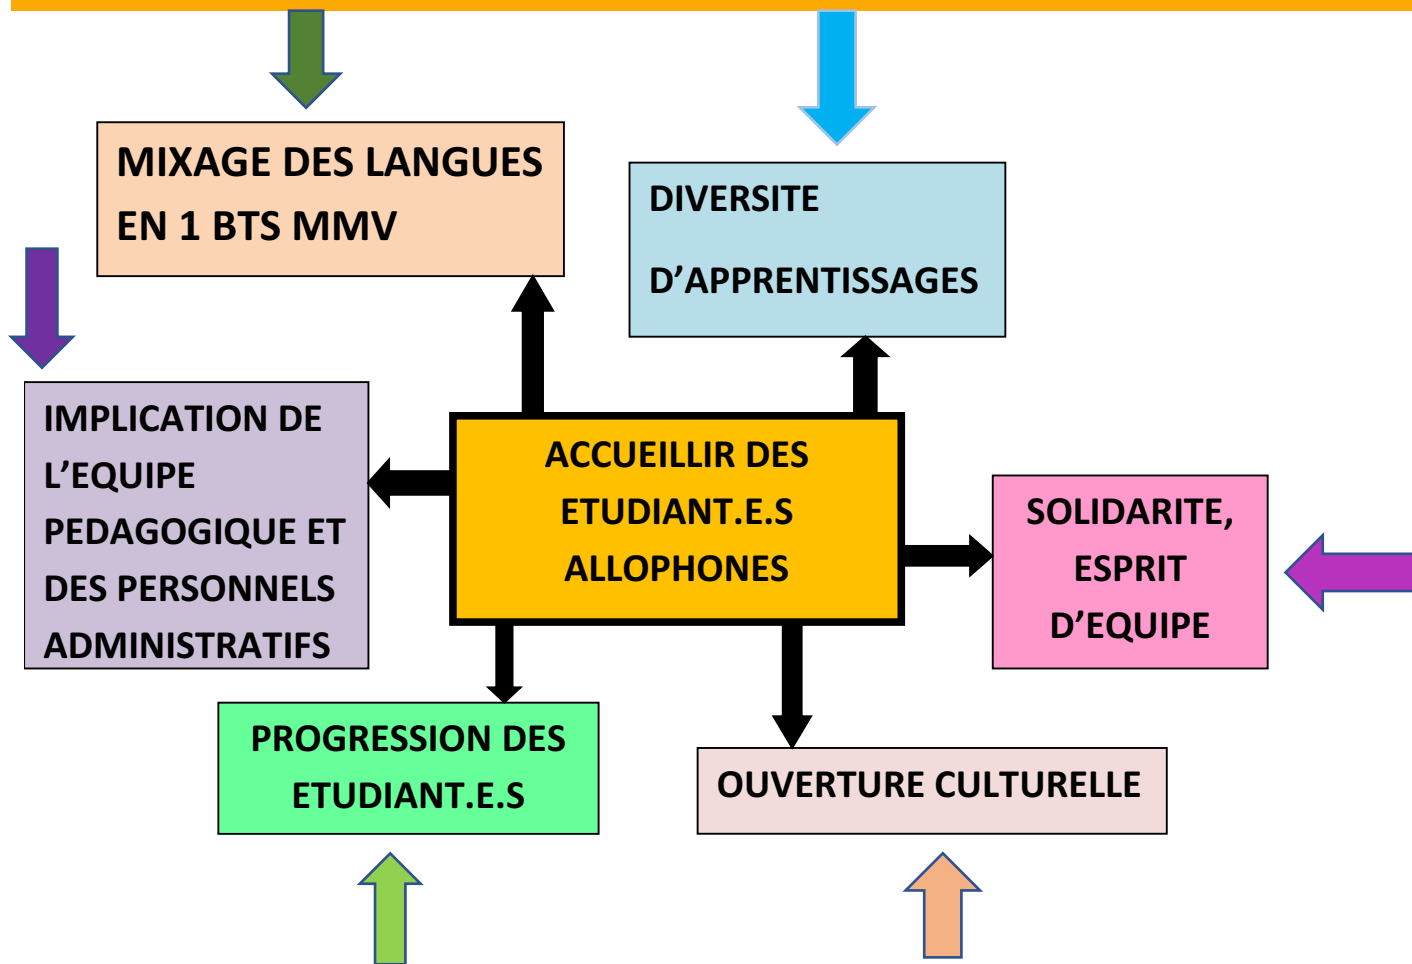 MIXAGE DES LANGUES
EN 1 BTS MMV
DIVERSITE
D’APPRENTISSAGES
IMPLICATION DE
L’EQUIPE
PEDAGOGIQUE ET
DES PERSONNELS
ADMINISTRATIFS
ACCUEILLIR DES
ETUDIANT.E.S
ALLOPHONES
SOLIDARITE,
ESPRIT
D’EQUIPE
PROGRESSION DES
ETUDIANT.E.S
OUVERTURE CULTURELLE